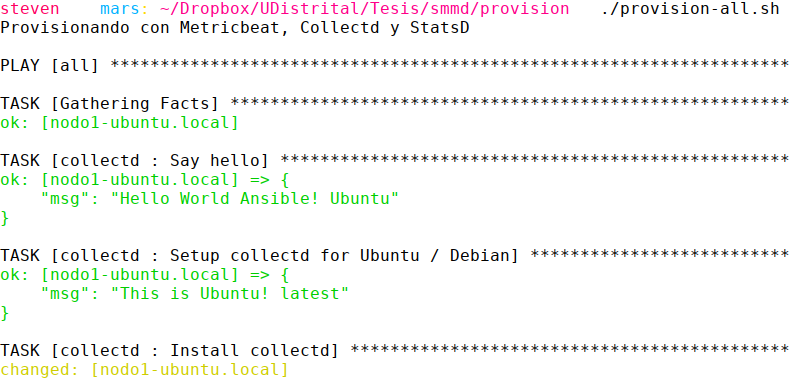 steven mars: ~/Dropbox/UDistrital/Tesis/smmd/provision ./provision-all.sh
Provisionando con Metricbeat, Collectd y StatsD
PLAY [all] ********************************************************************
TASK [Gathering Facts] ********************************************************
ok: [nodo1-ubuntu.local]
TASK [collectd : Say hello] ***************************************************
ok: [nodo1-ubuntu.local] => {
    "msg": "Hello World Ansible! Ubuntu"
}
TASK [collectd : Setup collectd for Ubuntu / Debian] **************************
ok: [nodo1-ubuntu.local] => {
    "msg": "This is Ubuntu! latest"
}
TASK [collectd : Install collectd] ********************************************
changed: [nodo1-ubuntu.local]